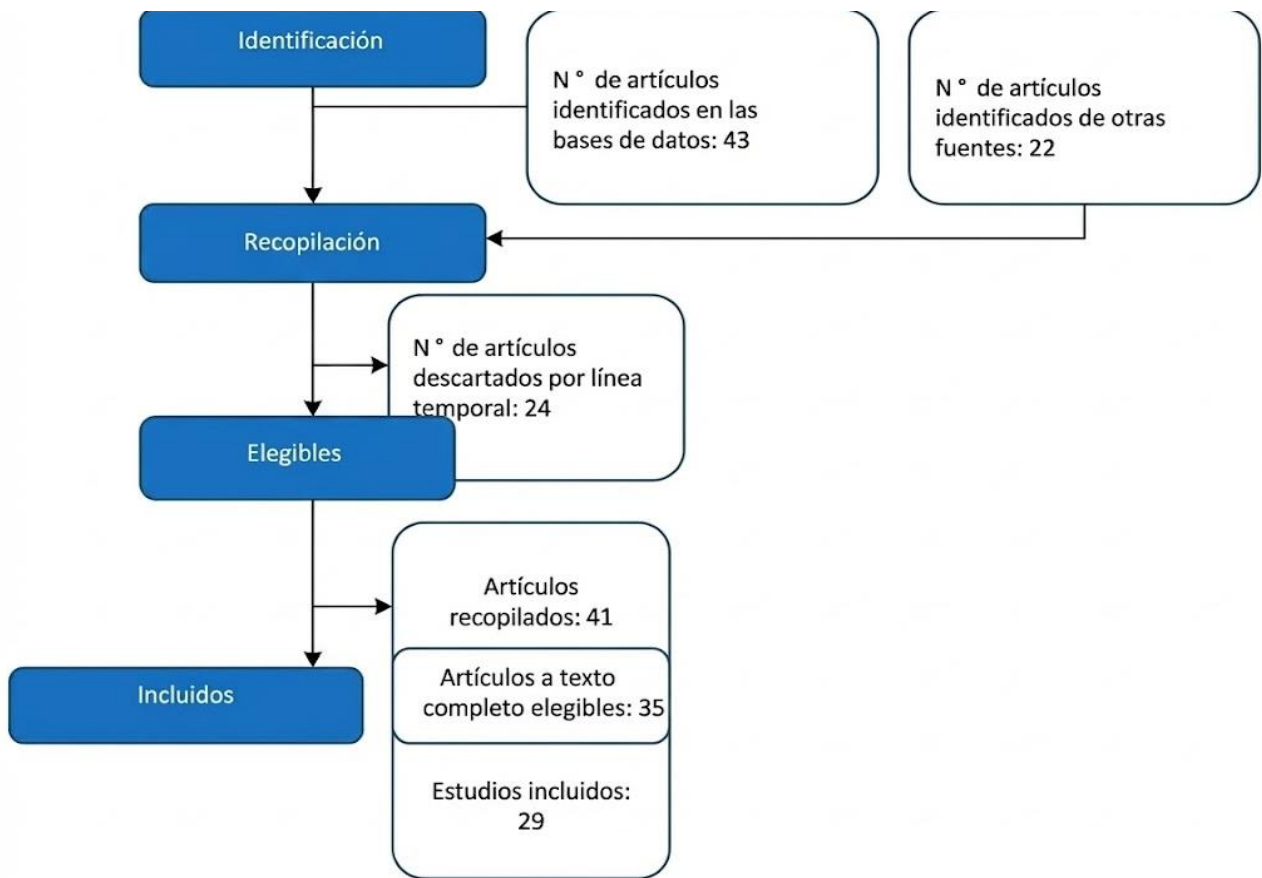 Identificación
N ° de artículos
identificados en las
bases de datos: 43
N ° de artículos
identificados de otras
fuentes: 22
Recopilación
N ° de artículos
descartados por línea
temporal: 24
Elegibles
Artículos
recopilados: 41
Artículos a texto
completo elegibles: 35
Incluidos
Estudios incluidos:
29